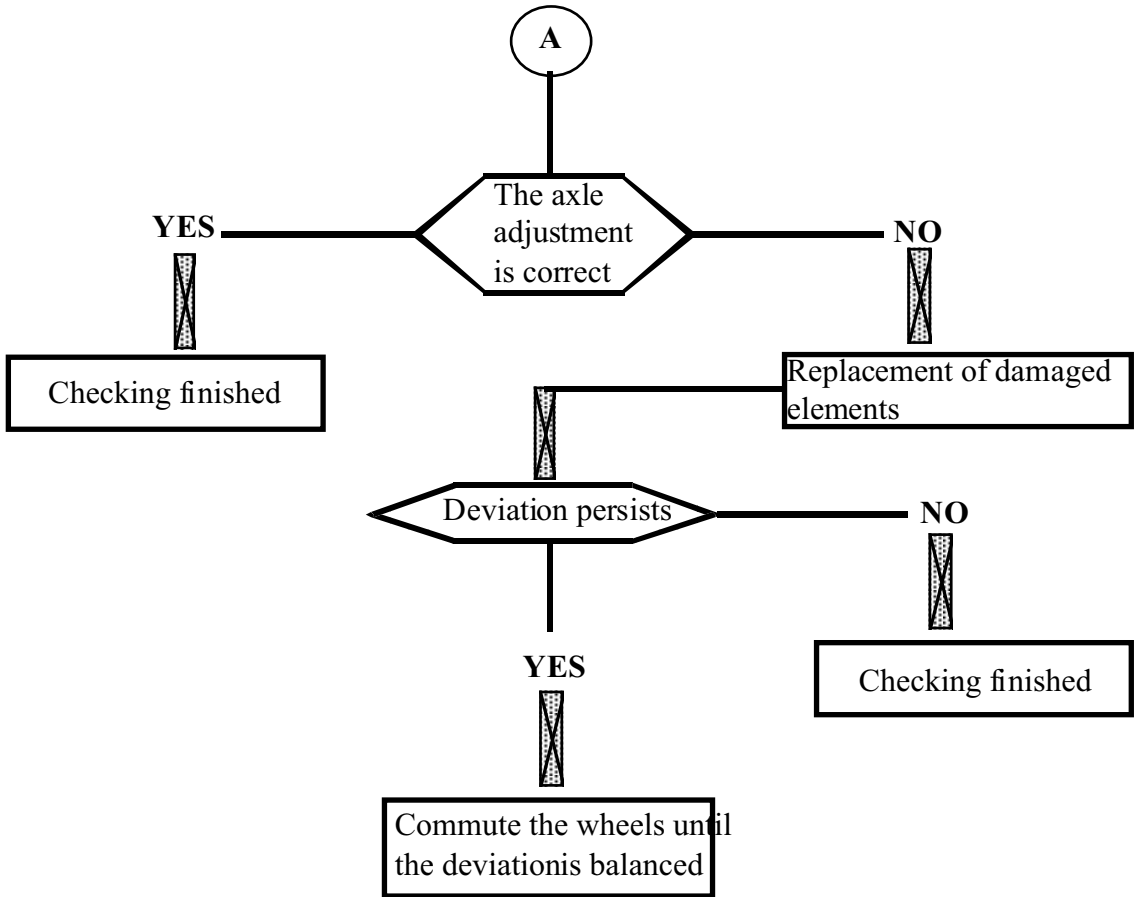 A
The axle
adjustment
is correct
YES
NO
Checking finished
Replacement of damaged
elements
Deviation persists
NO
YES
Checking finished
Commute the wheels until
the deviationis balanced